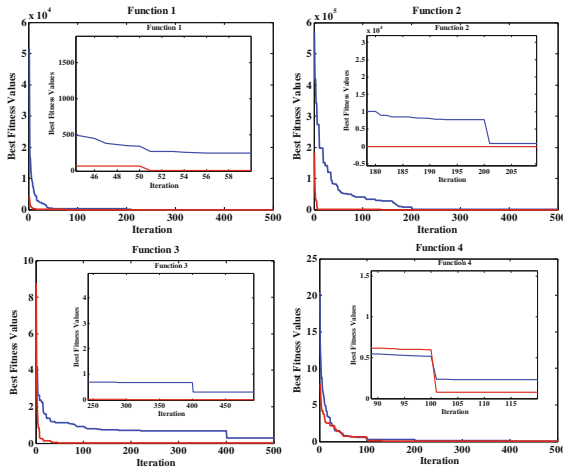 Function 1
x 10^4
6
5
4
3
2
1
0
Best Fitness Values
0 100 200 300 400 500
Iteration
Function 1
1500
1000
500
0
Best Fitness Values
46 48 50 52 54 56 58
Iteration
Function 2
x 10^5
6
5
4
3
2
1
0
Best Fitness Values
0 100 200 300 400 500
Iteration
Function 2
x 10^4
3
2.5
2
1.5
1
0.5
0
-0.5
Best Fitness Values
180 185 190 195 200 205
Iteration
Function 3
10
8
6
4
2
0
Best Fitness Values
0 100 200 300 400 500
Iteration
Function 3
5
4
3
2
1
0
Best Fitness Values
250 300 350 400 450
Iteration
Function 4
25
20
15
10
5
0
Best Fitness Values
0 100 200 300 400 500
Iteration
Function 4
1.5
1
0.5
0
Best Fitness Values
90 95 100 105 110 115
Iteration